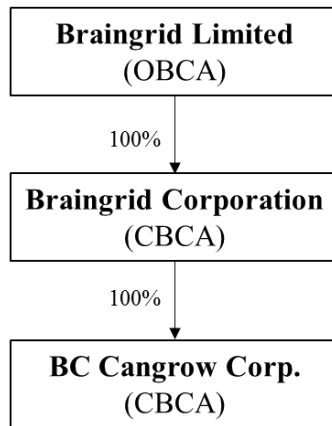 Braingrid Limited
(OBCA)
100%
Braingrid Corporation
(CBCA)
100%
BC Cangrow Corp.
(CBCA)